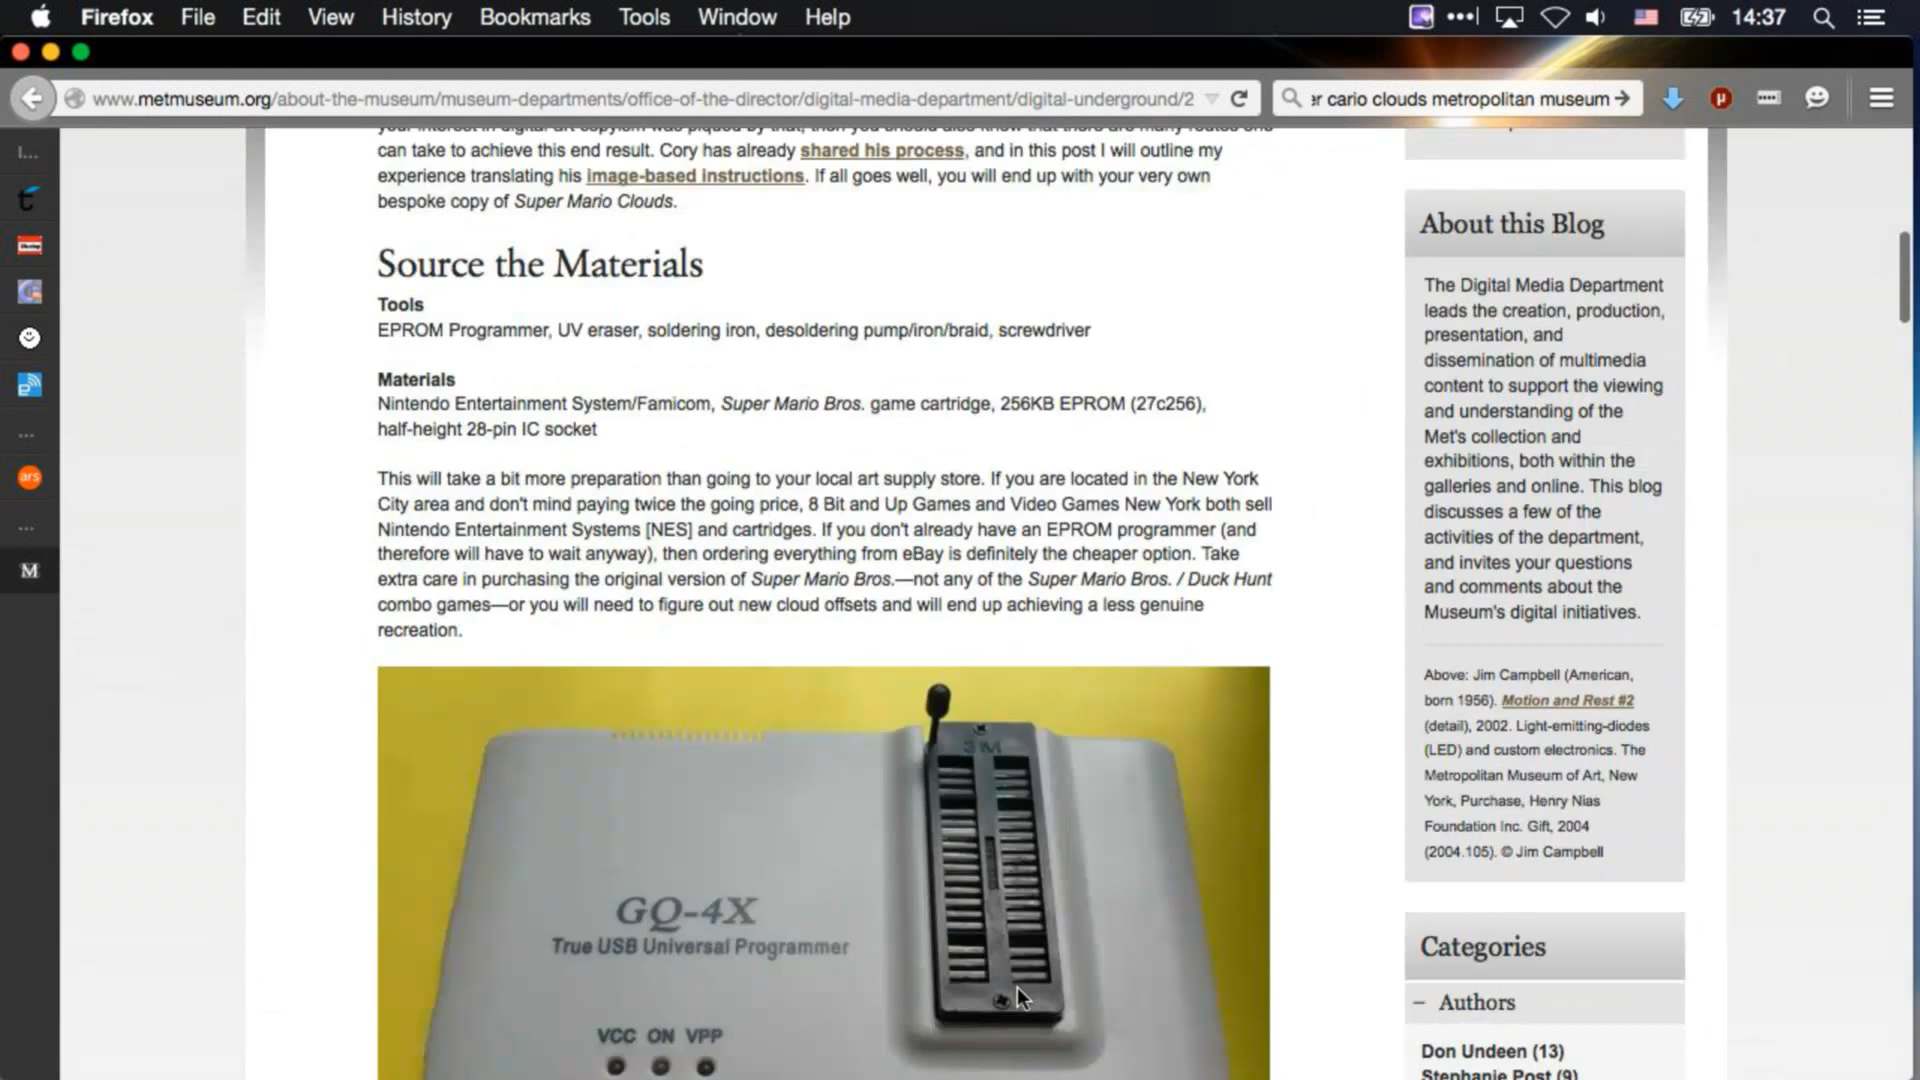 Firefox File Edit View History Bookmarks Tools Window Help 14:37
www.metmuseum.org/about-the-museum/museum-departments/office-of-the-director/digital-media-department/digital-underground/2
cario clouds metropolitan museum
can take to achieve this end result. Cory has already shared his process, and in this post I will outline my
experience translating his image-based instructions. If all goes well, you will end up with your very own
bespoke copy of Super Mario Clouds.
Source the Materials
Tools
EPROM Programmer, UV eraser, soldering iron, desoldering pump/iron/braid, screwdriver
Materials
Nintendo Entertainment System/Famicom, Super Mario Bros. game cartridge, 256KB EPROM (27c256),
half-height 28-pin IC socket
This will take a bit more preparation than going to your local art supply store. If you are located in the New York
City area and don't mind paying twice the going price, 8 Bit and Up Games and Video Games New York both sell
Nintendo Entertainment Systems [NES] and cartridges. If you don't already have an EPROM programmer (and
therefore will have to wait anyway), then ordering everything from eBay is definitely the cheaper option. Take
extra care in purchasing the original version of Super Mario Bros.—not any of the Super Mario Bros. / Duck Hunt
combo games—or you will need to figure out new cloud offsets and will end up achieving a less genuine
recreation.
3M
GQ-4X
True USB Universal Programmer
VCC ON VPP
About this Blog
The Digital Media Department
leads the creation, production,
presentation, and
dissemination of multimedia
content to support the viewing
and understanding of the
Met's collection and
exhibitions, both within the
galleries and online. This blog
discusses a few of the
activities of the department,
and invites your questions
and comments about the
Museum's digital initiatives.
Above: Jim Campbell (American,
born 1956). Motion and Rest #2
(detail), 2002. Light-emitting-diodes
(LED) and custom electronics. The
Metropolitan Museum of Art, New
York, Purchase, Henry Nias
Foundation Inc. Gift, 2004
(2004.105). © Jim Campbell
Categories
− Authors
Don Undeen (13)
Stephanie Post (9)
ars
M